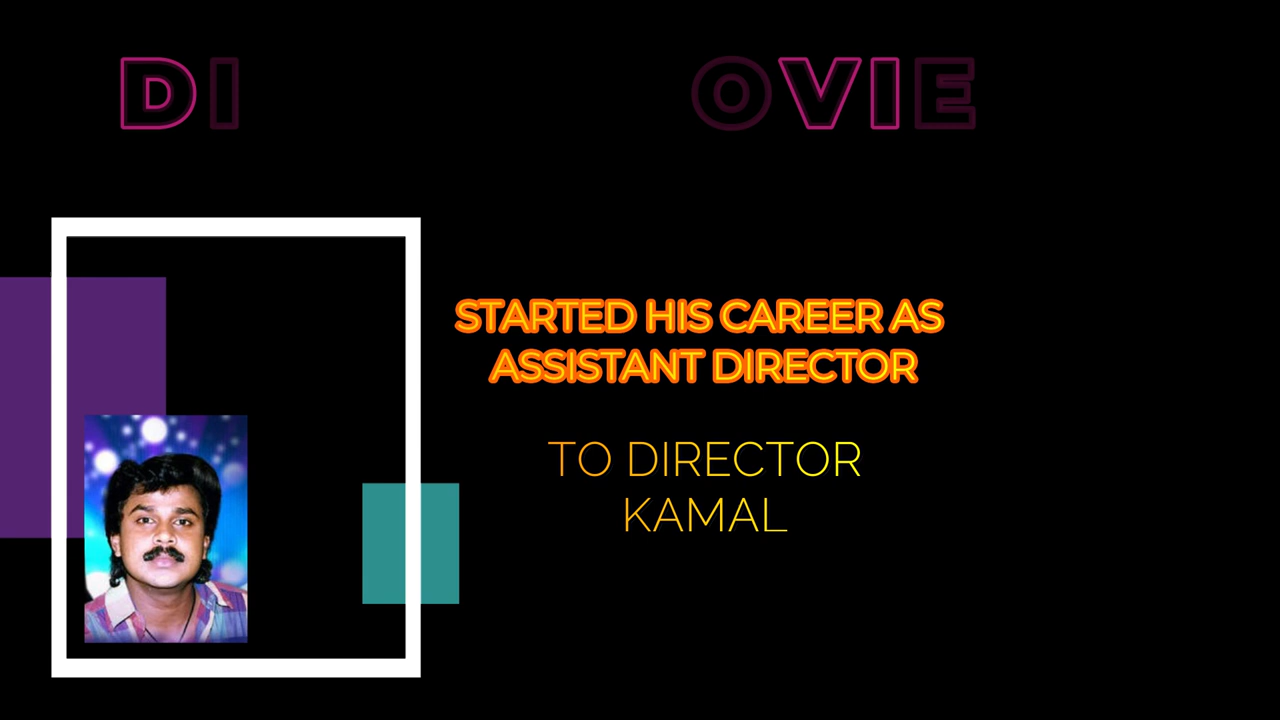 DI OVIE
STARTED HIS CAREER AS
ASSISTANT DIRECTOR
TO DIRECTOR
KAMAL